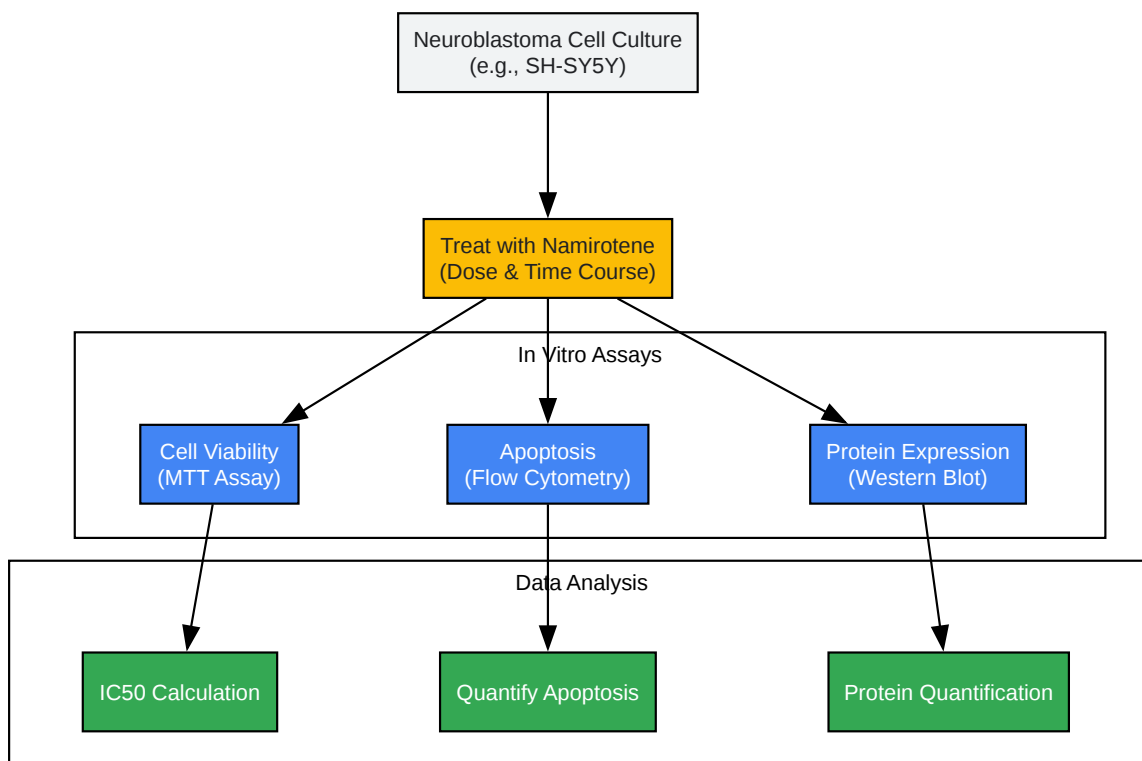 Neuroblastoma Cell Culture
(e.g., SH-SY5Y)
Treat with Namirotene
(Dose & Time Course)
In Vitro Assays
Cell Viability
(MTT Assay)
Apoptosis
(Flow Cytometry)
Protein Expression
(Western Blot)
Data Analysis
IC50 Calculation
Quantify Apoptosis
Protein Quantification